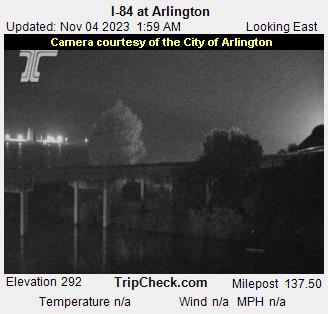 I-84 at Arlington
Updated: Nov 04 2023 1:59 AM Looking East
Camera courtesy of the City of Arlington
Elevation 292 TripCheck.com Milepost 137.50
Temperature n/a Wind n/a MPH n/a